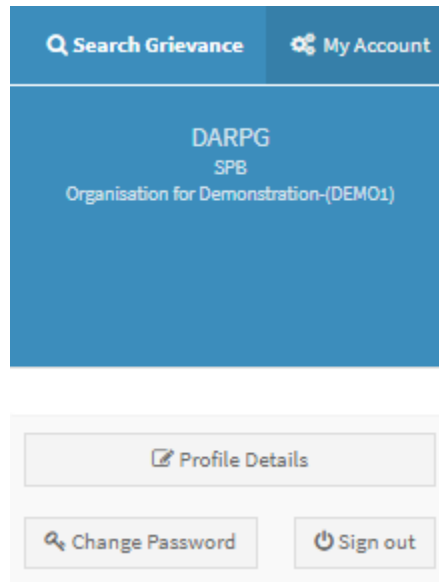 Search Grievance My Account
DARPG
SPB
Organisation for Demonstration-(DEMO1)
Profile Details
Change Password Sign out